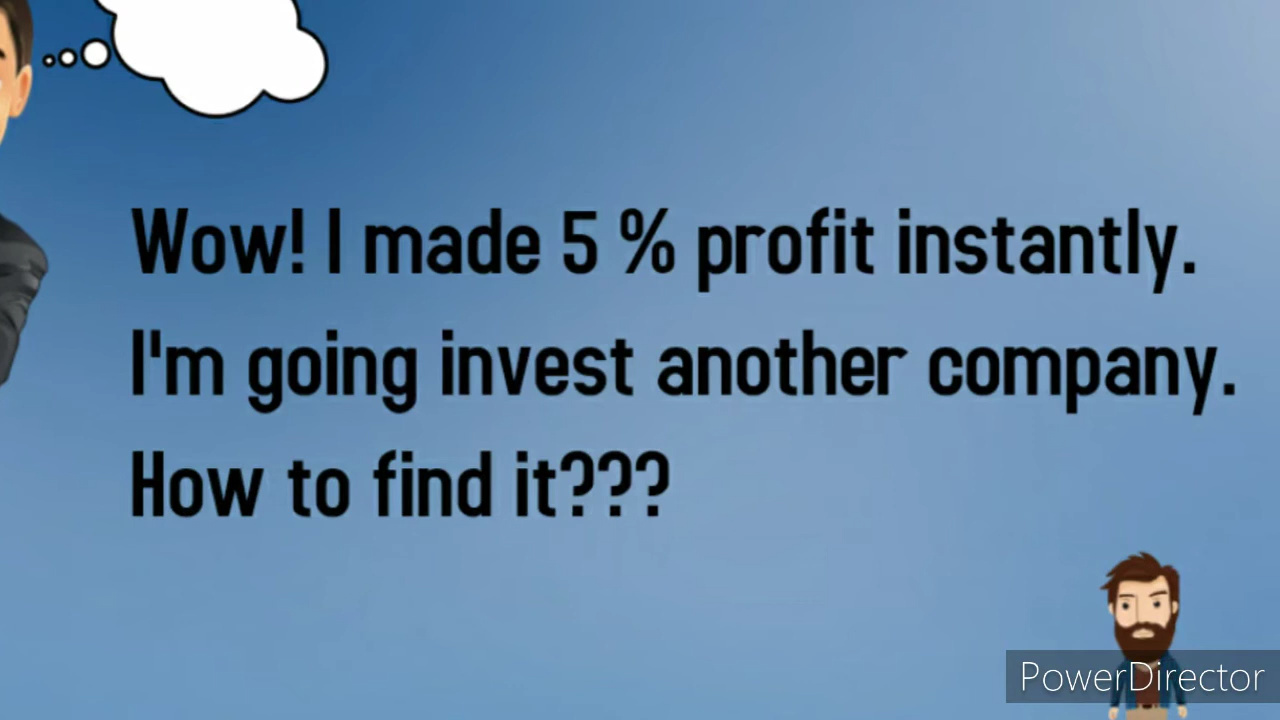 Wow! I made 5 % profit instantly.
I'm going invest another company.
How to find it???
PowerDirector